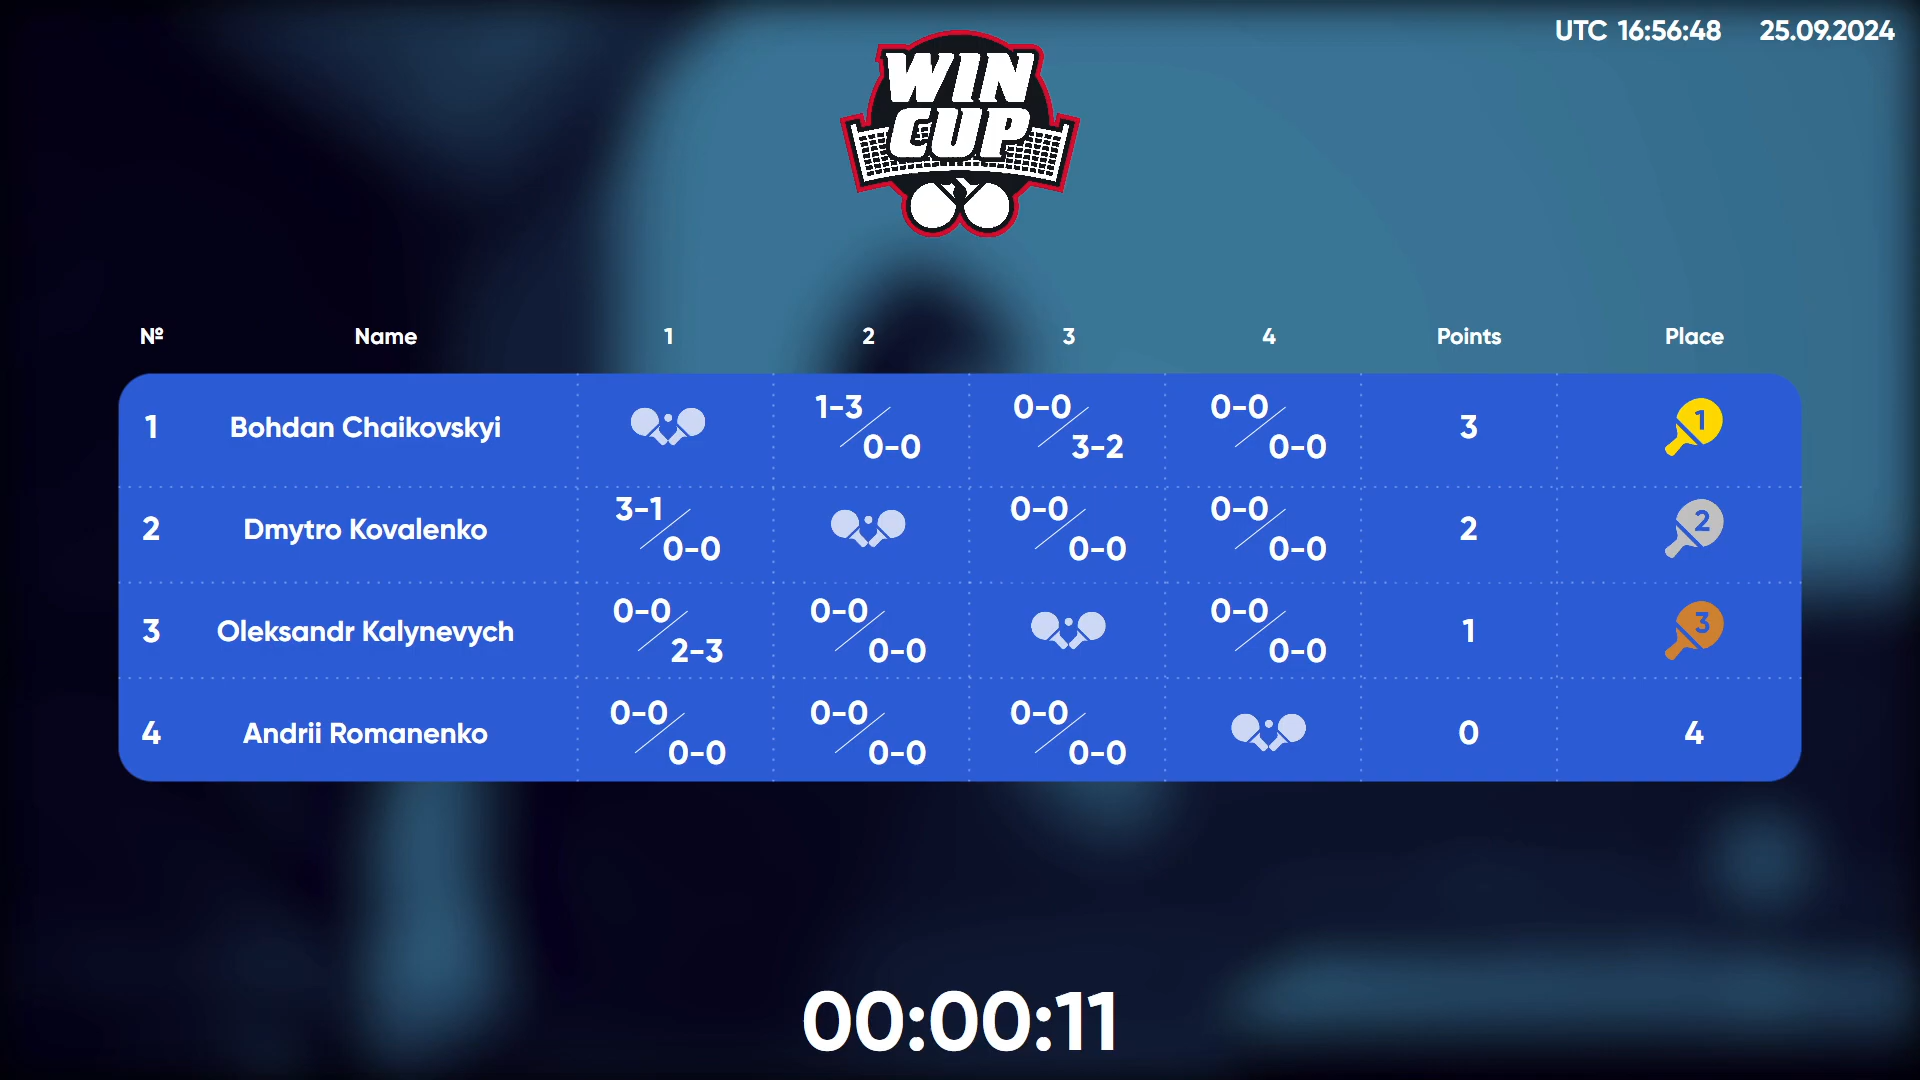 UTC 16:56:48 25.09.2024
WIN
CUP
Nº Name 1 2 3 4 Points Place
1 Bohdan Chaikovskyi 1-3 0-0 0-0 3-2 0-0 0-0 3 1
2 Dmytro Kovalenko 3-1 0-0 0-0 0-0 0-0 0-0 2 2
3 Oleksandr Kalynevych 0-0 2-3 0-0 0-0 0-0 0-0 1 3
4 Andrii Romanenko 0-0 0-0 0-0 0-0 0-0 0-0 0 4
00:00:11